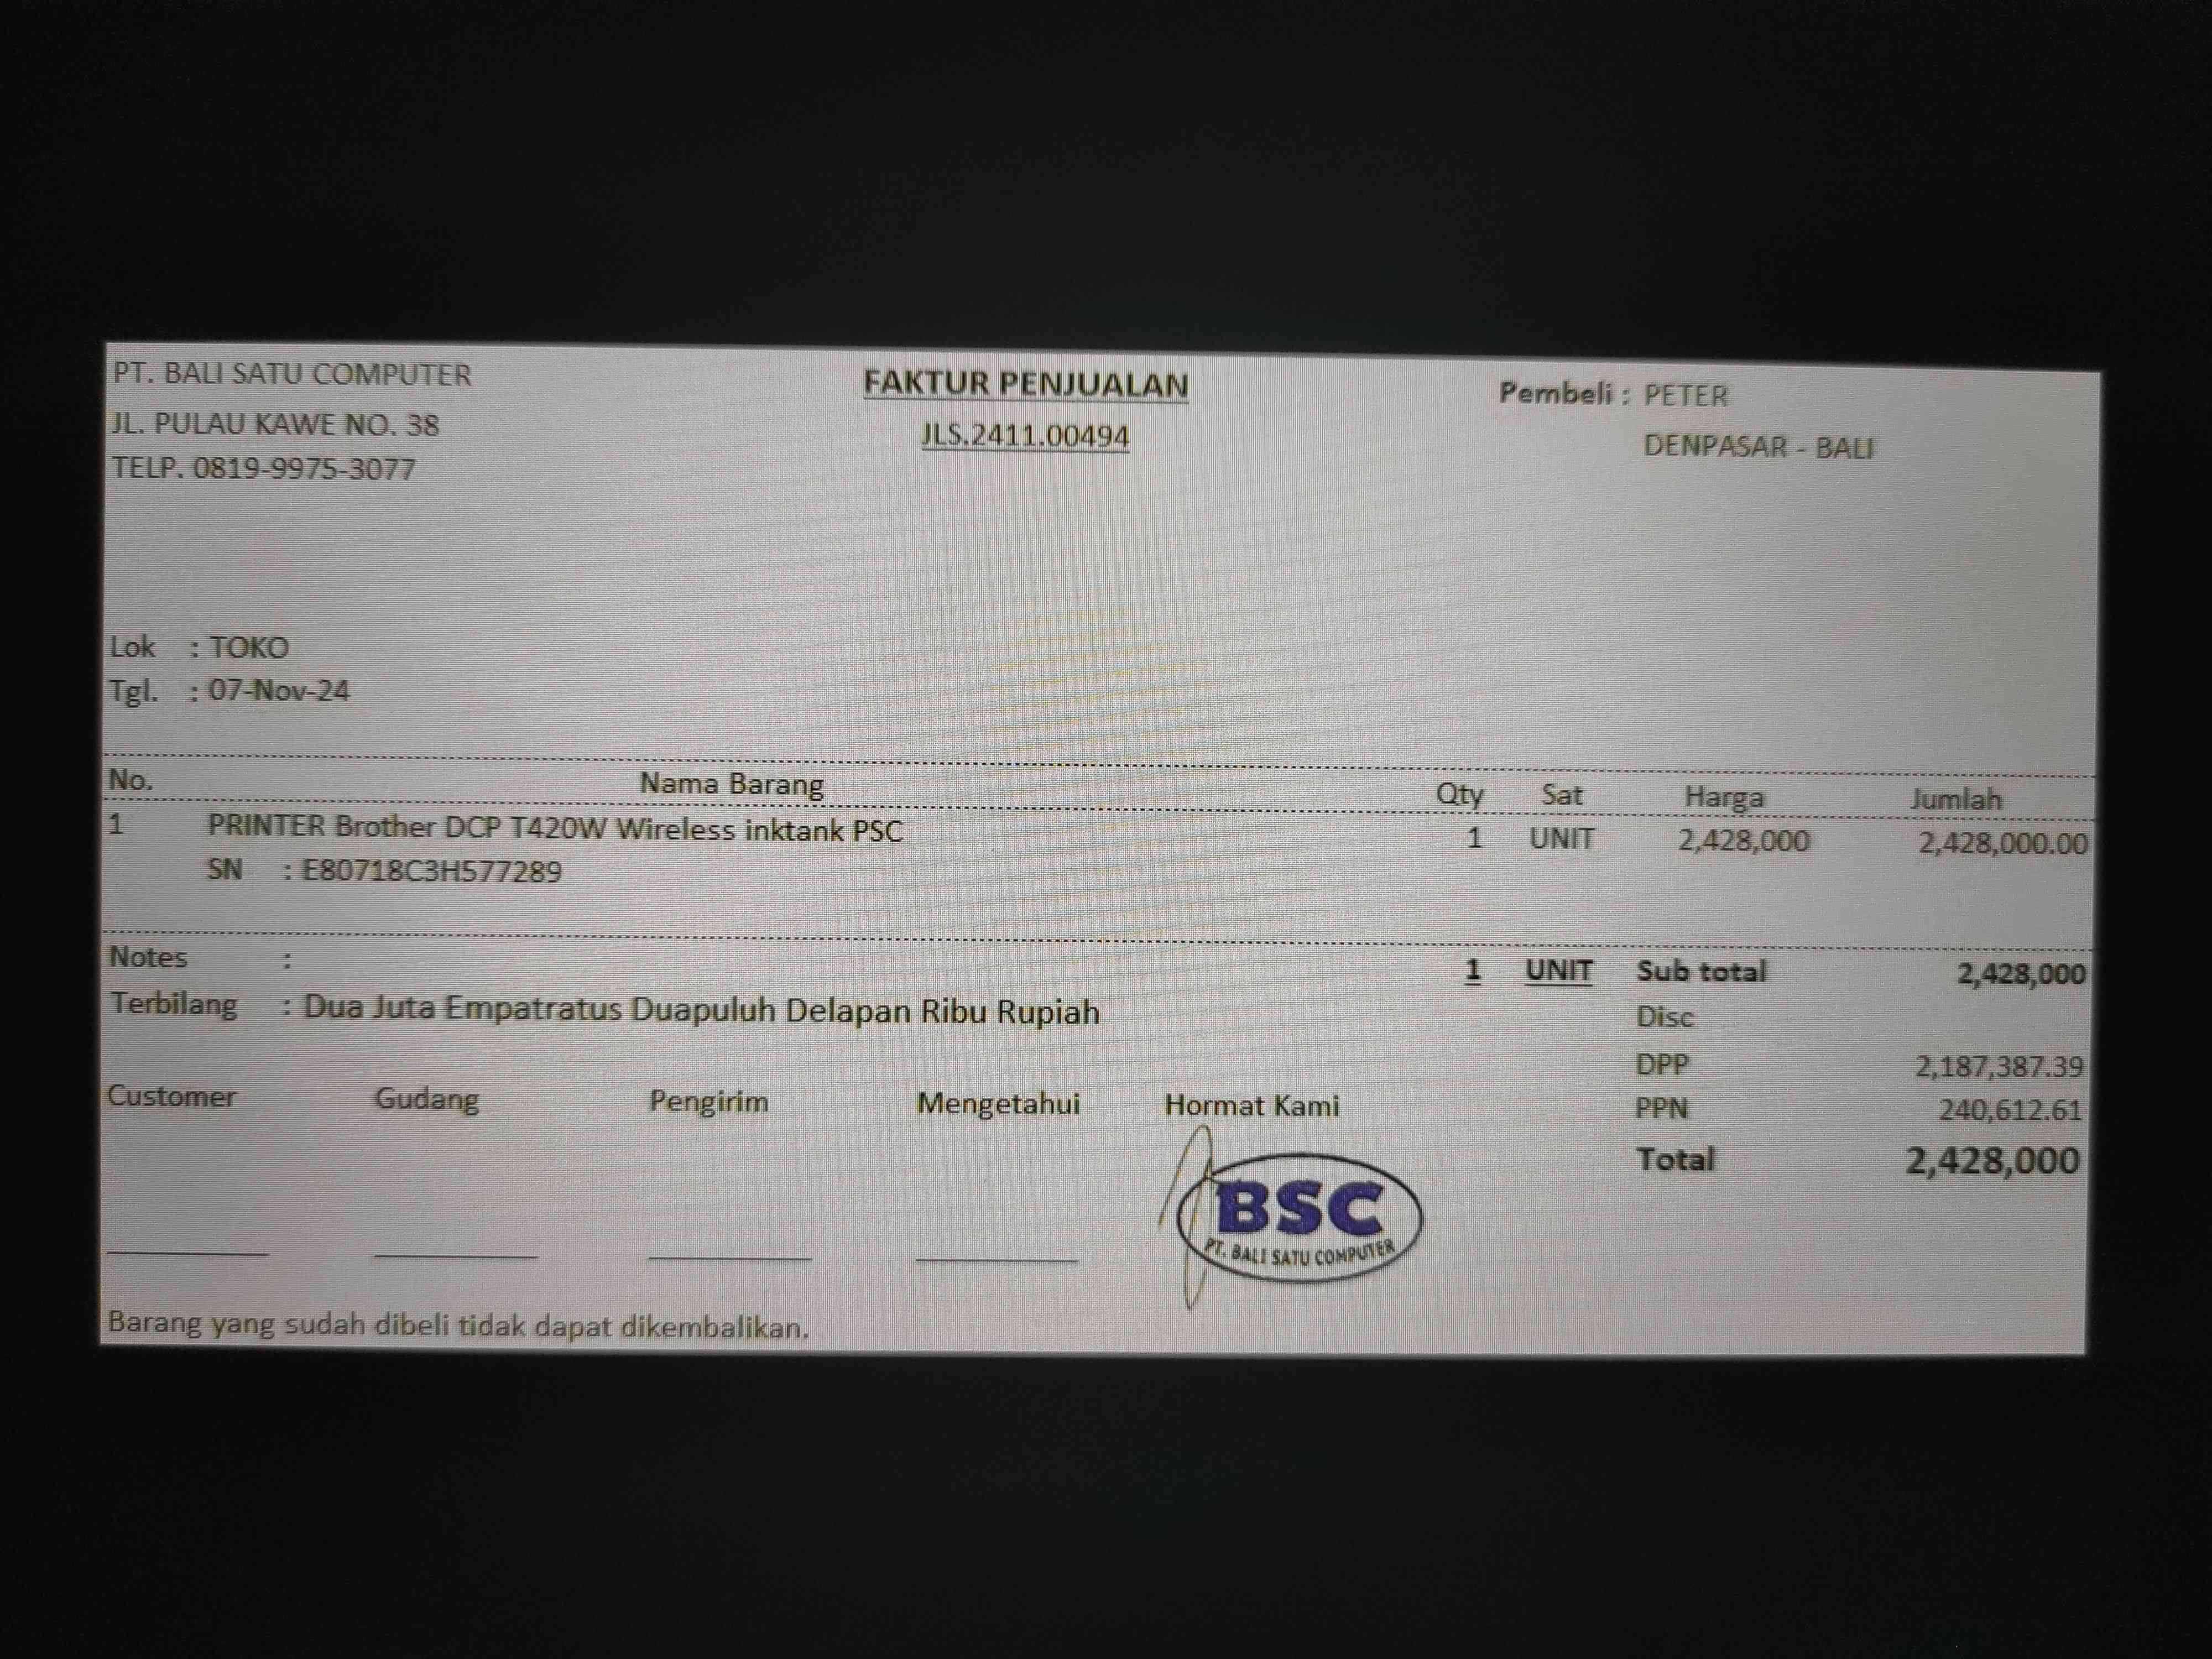 PT. BALI SATU COMPUTER
JL. PULAU KAWE NO. 38
TELP. 0819-9975-3077
FAKTUR PENJUALAN
JLS.2411.00494
Pembeli : PETER
DENPASAR - BALI
Lok : TOKO
Tgl. : 07-Nov-24
No. Nama Barang Qty Sat Harga Jumlah
1 PRINTER Brother DCP T420W Wireless inktank PSC 1 UNIT 2,428,000 2,428,000.00
SN : E80718C3H577289
Notes : 1 UNIT Sub total 2,428,000
Terbilang : Dua Juta Empatratus Duapuluh Delapan Ribu Rupiah
Disc
DPP 2,187,387.39
PPN 240,612.61
Total 2,428,000
Customer Gudang Pengirim Mengetahui Hormat Kami
BSC
PT. BALI SATU COMPUTER
Barang yang sudah dibeli tidak dapat dikembalikan.